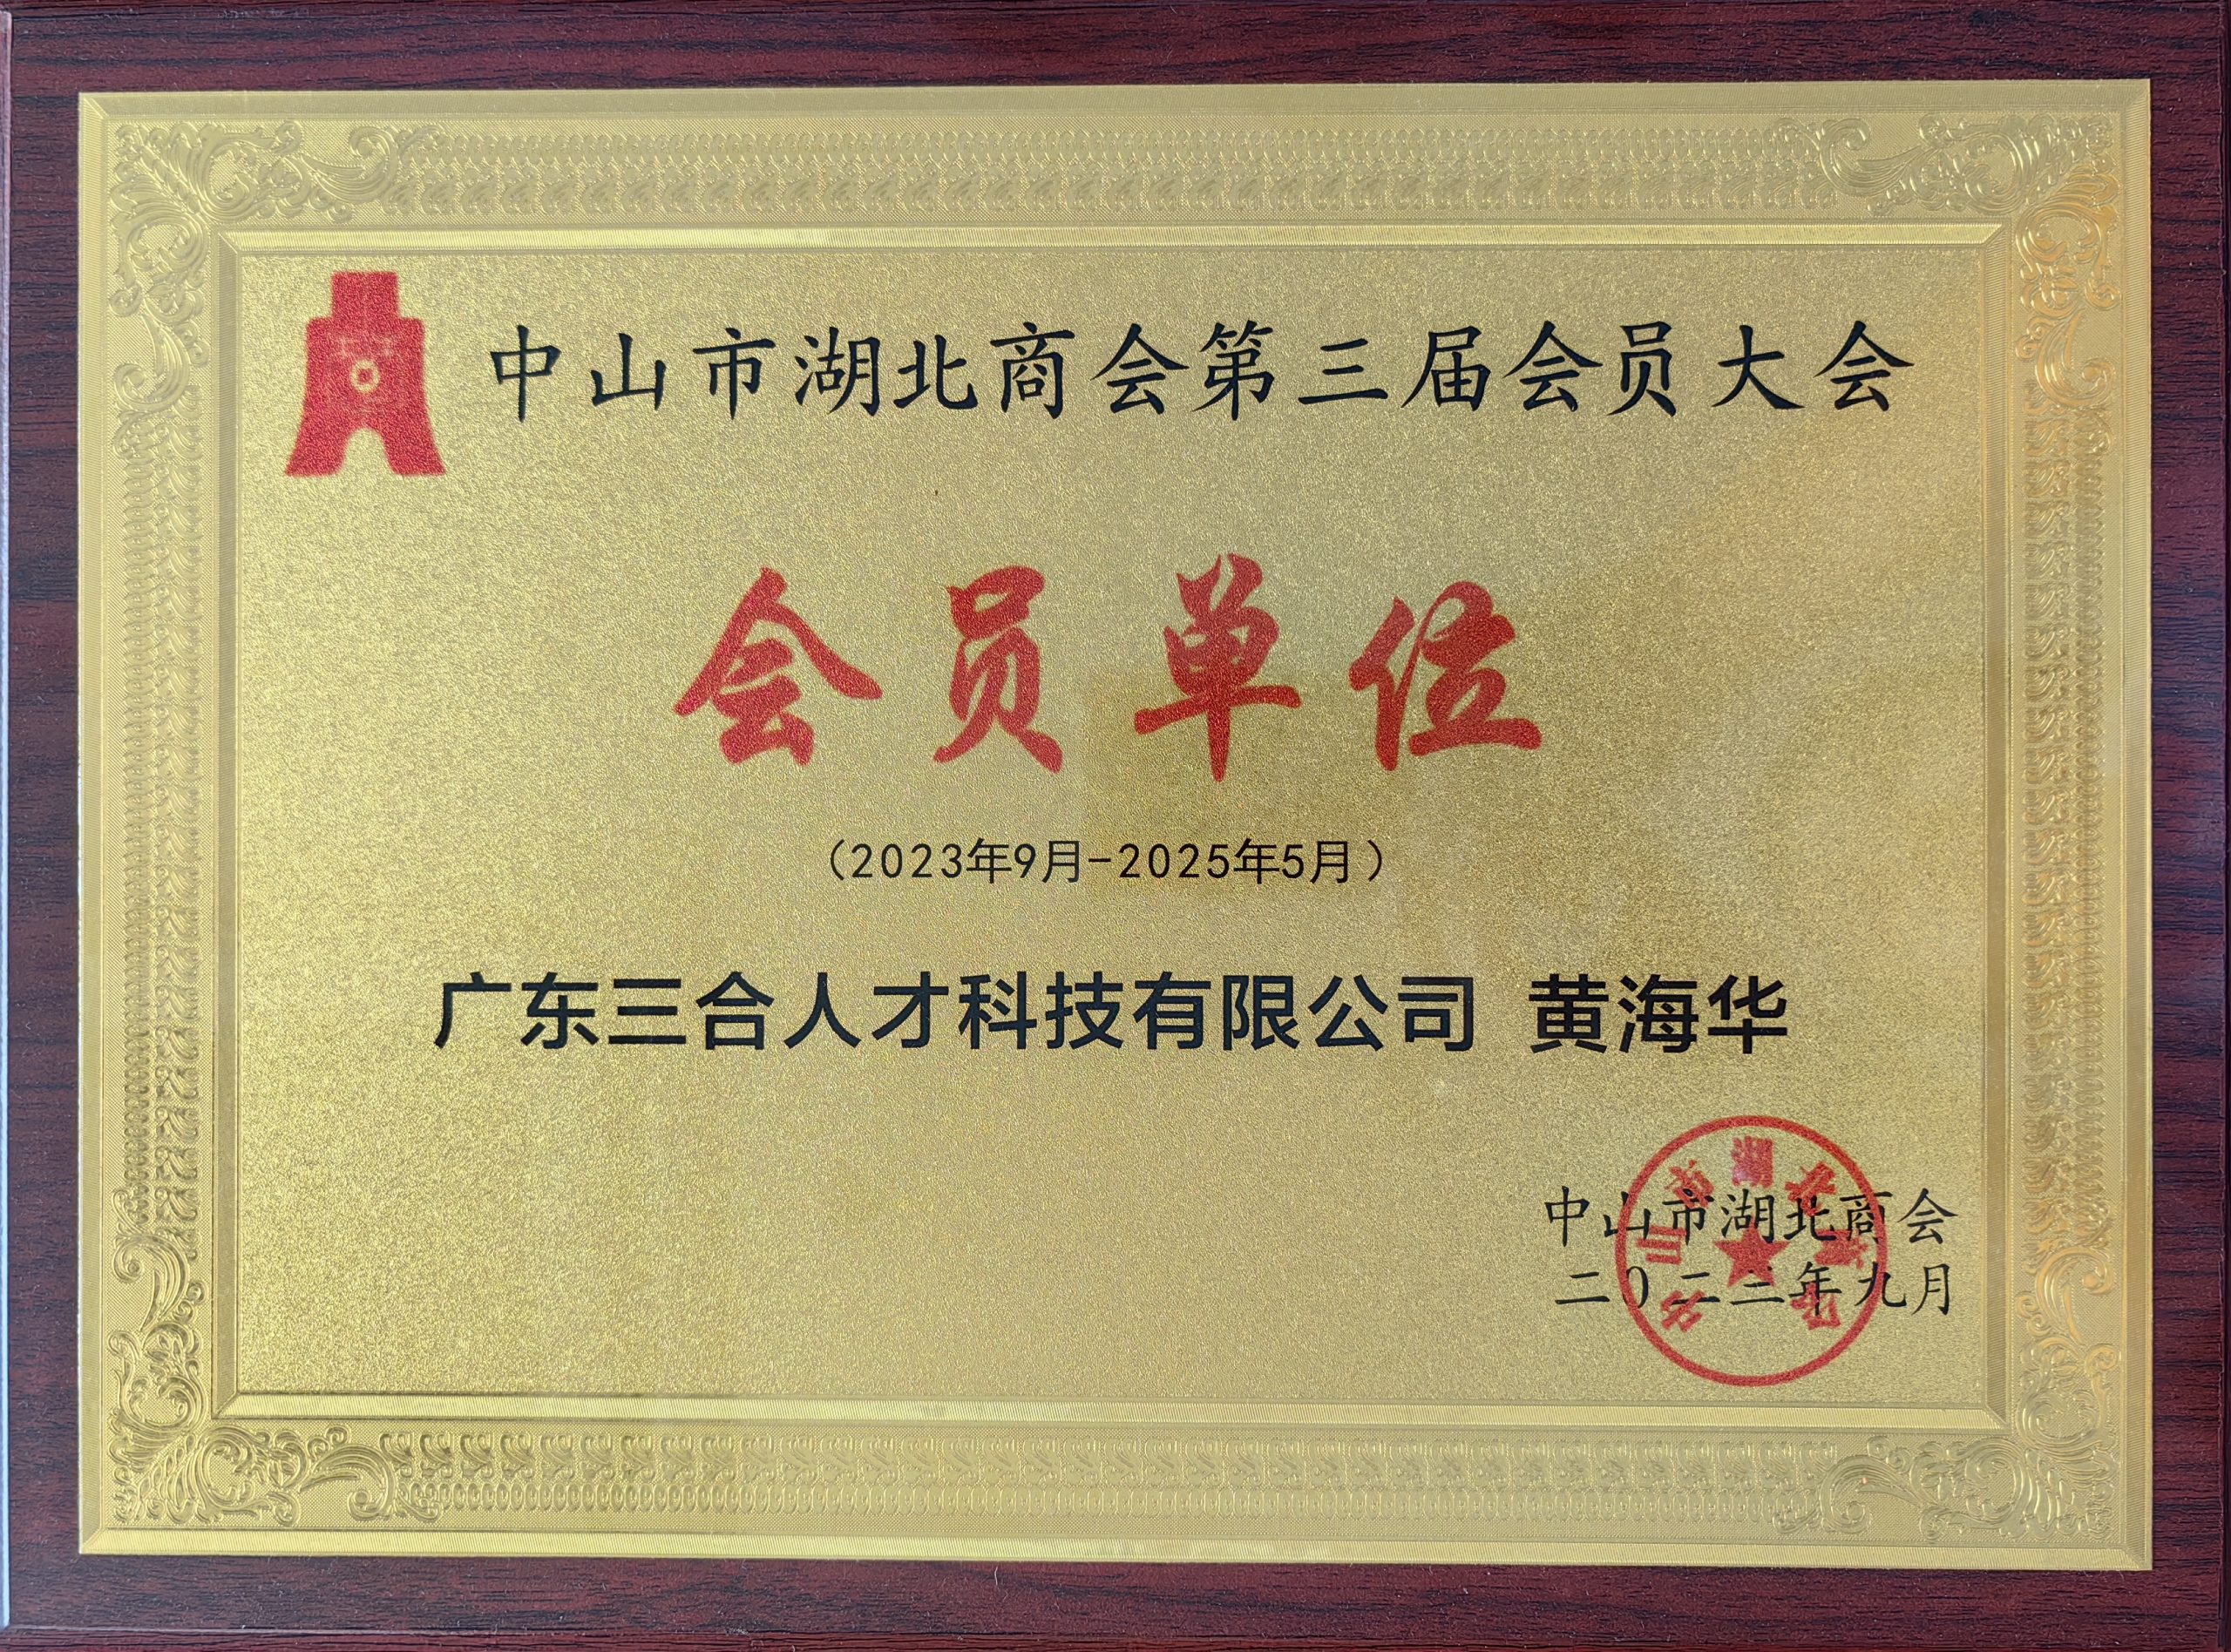 中山市湖北商会第三届会员大会
会员单位
（2023年9月-2025年5月）
广东三合人才科技有限公司 黄海华
中山市湖北商会
二〇二三年九月